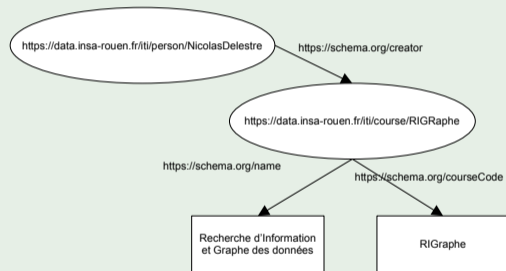 https://data.insa-rouen.fr/iti/person/NicolasDelestre
https://schema.org/creator
https://data.insa-rouen.fr/iti/course/RIGRaphe
https://schema.org/name
https://schema.org/courseCode
Recherche d'Information
et Graphe des données
RIGraphe